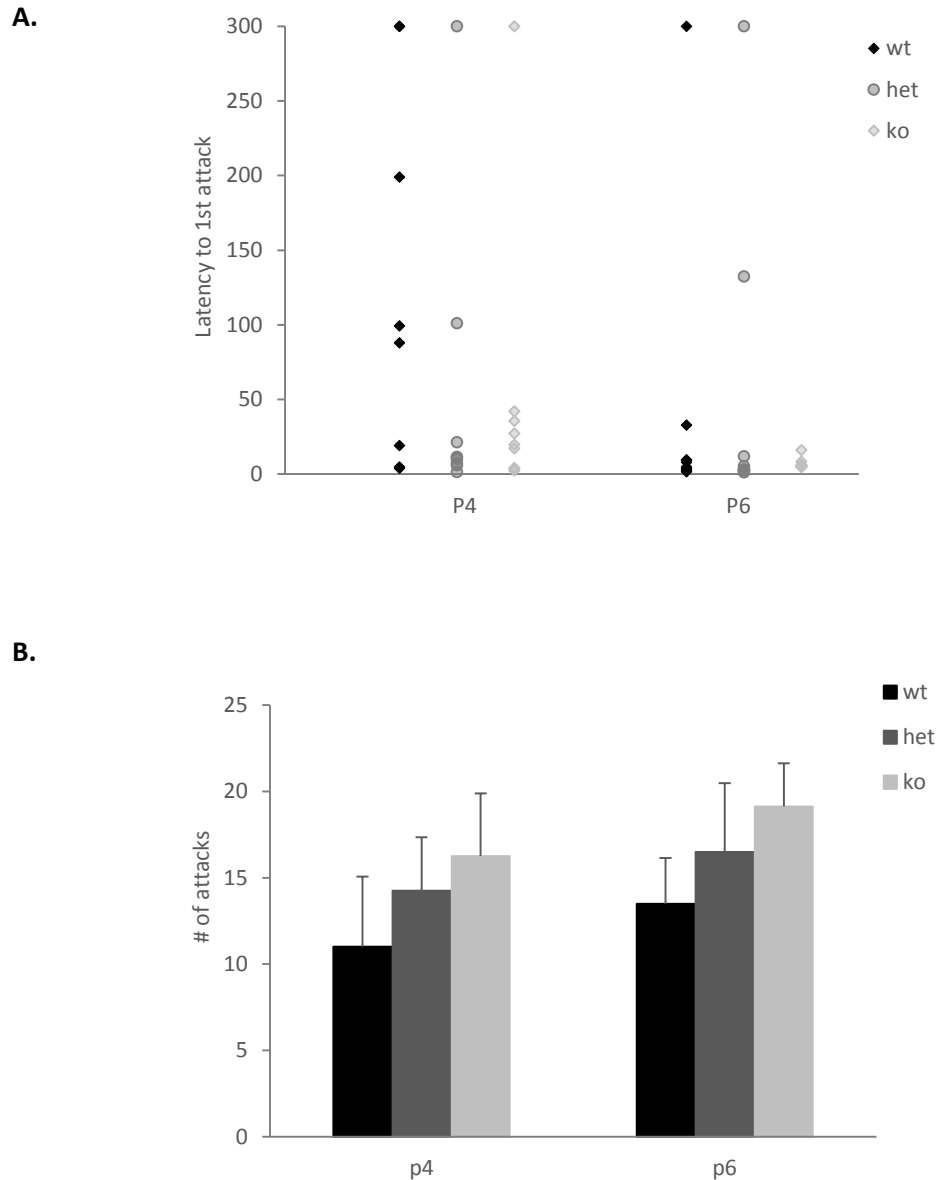 A.
300
250
200
150
100
50
0
Latency to 1st attack
P4
P6
wt
het
ko
B.
25
20
15
10
5
0
# of attacks
p4
p6
wt
het
ko